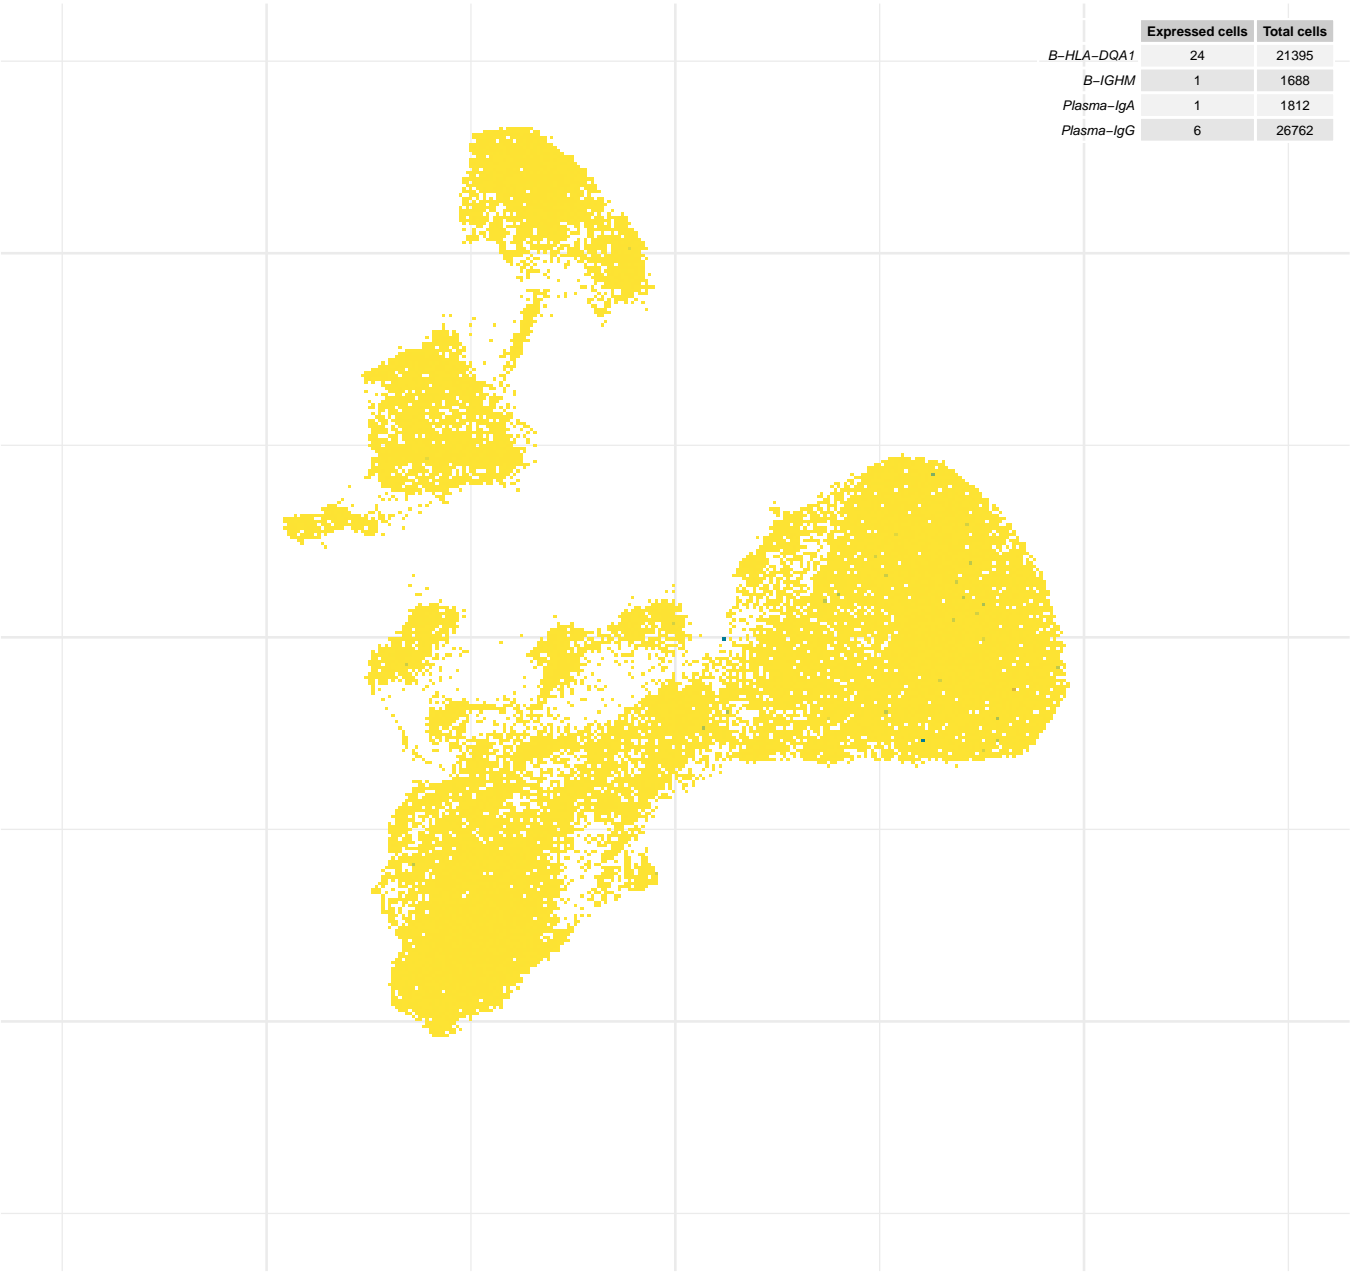 Expressed cells Total cells
B−HLA−DQA1 24 21395
B−IGHM 1 1688
Plasma−IgA 1 1812
Plasma−IgG 6 26762